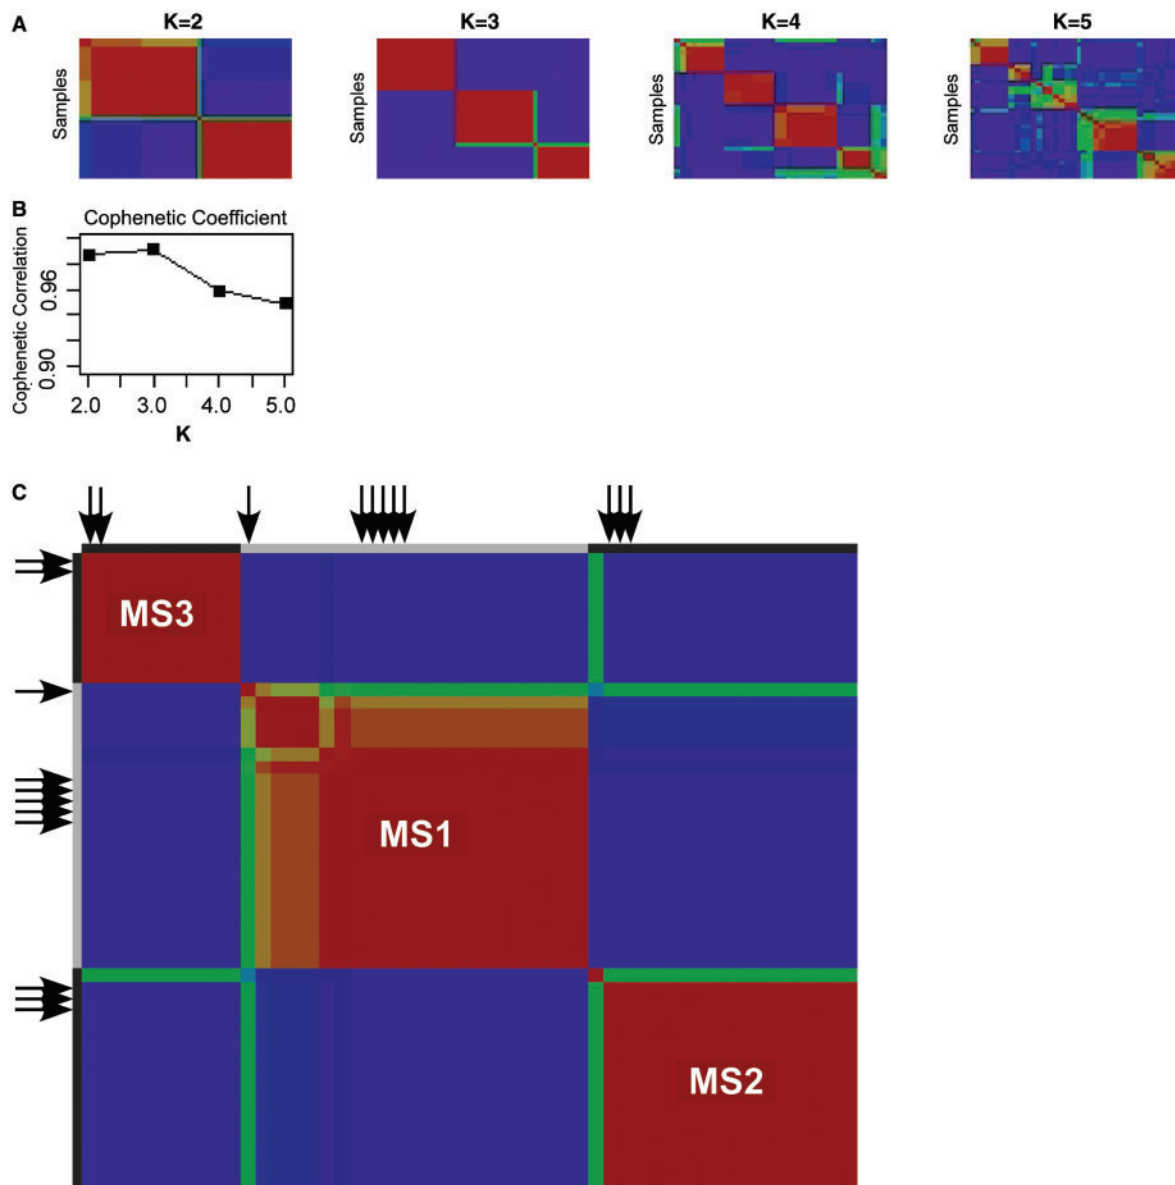 A
K=2
K=3
K=4
K=5
Samples
Samples
Samples
Samples
B
Cophenetic Coefficient
Cophenetic Correlation
0.96
0.90
2.0 3.0 4.0 5.0
K
C
MS3
MS1
MS2